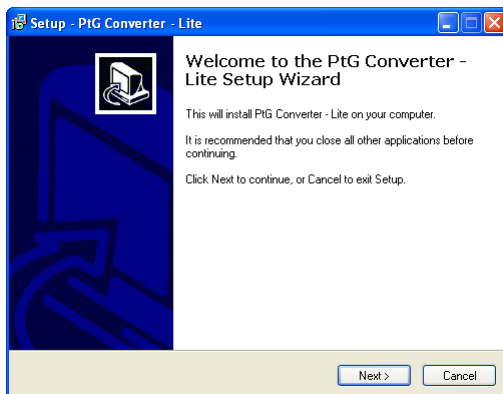 Setup - PtG Converter - Lite
Welcome to the PtG Converter -
Lite Setup Wizard
This will install PtG Converter - Lite on your computer.
It is recommended that you close all other applications before
continuing.
Click Next to continue, or Cancel to exit Setup.
Next >
Cancel